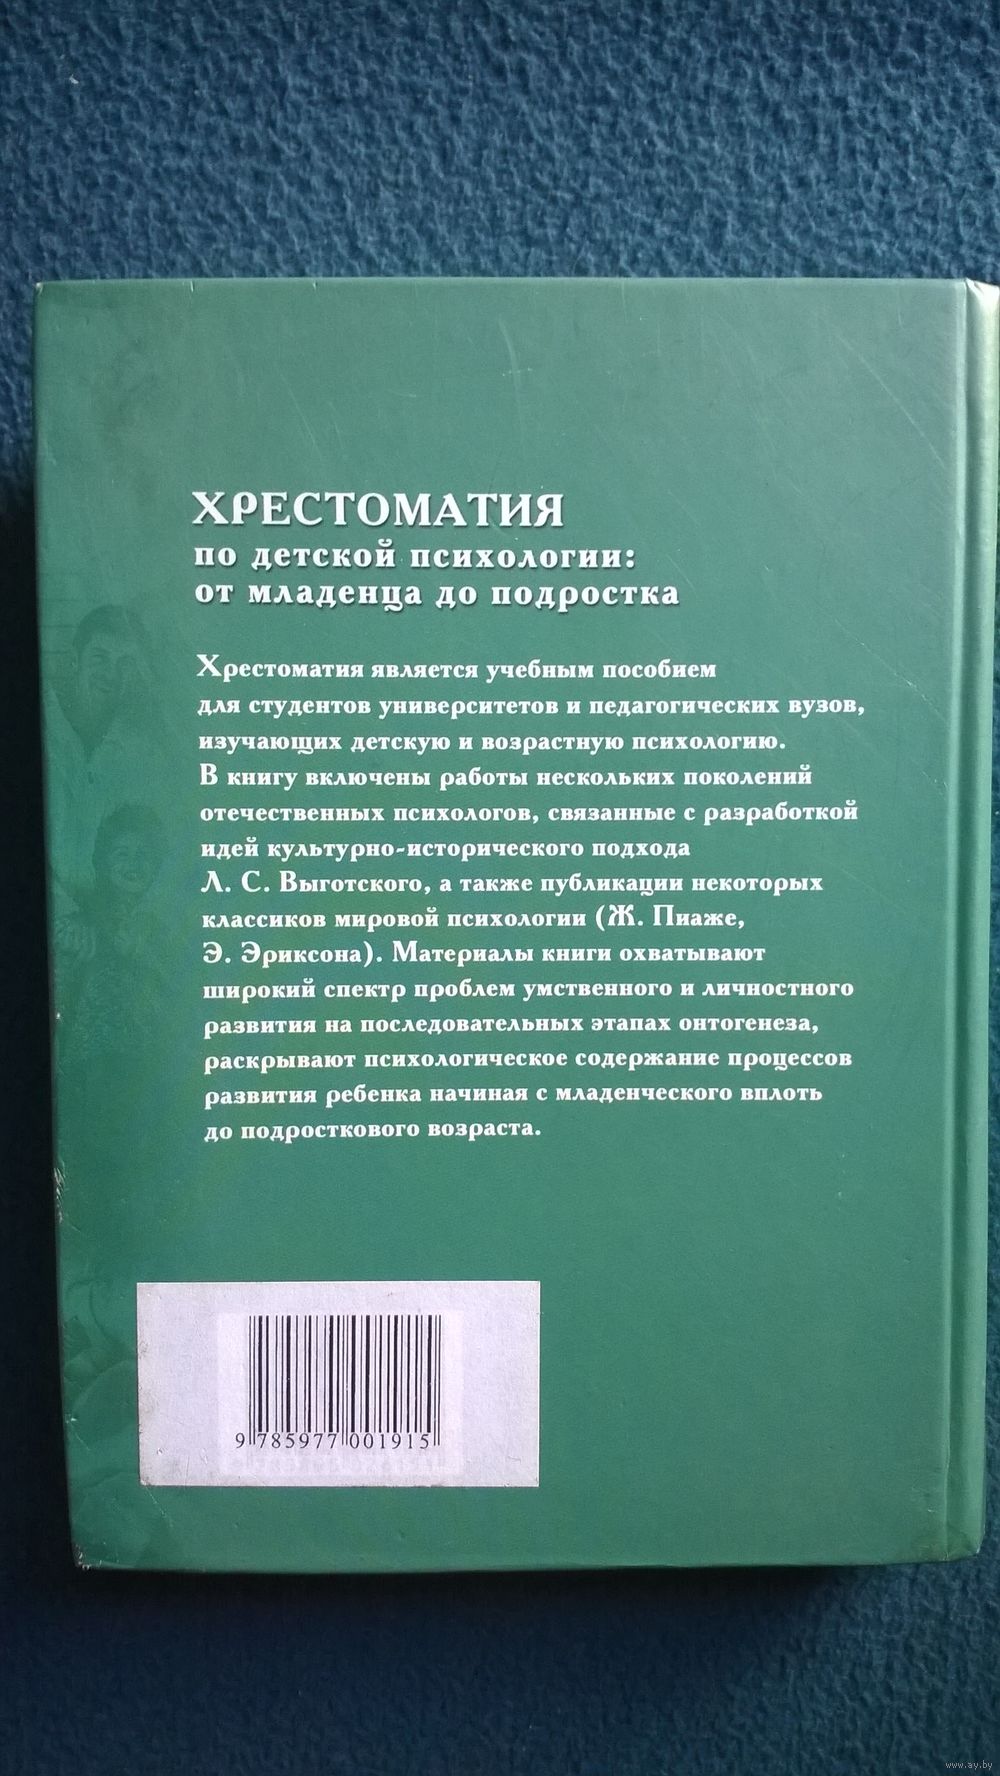 ХРЕСТОМАТИЯ
по детской психологии:
от младенца до подростка
Хрестоматия является учебным пособием
для студентов университетов и педагогических вузов,
изучающих детскую и возрастную психологию.
В книгу включены работы нескольких поколений
отечественных психологов, связанные с разработкой
идей культурно-исторического подхода
Л. С. Выготского, а также публикации некоторых
классиков мировой психологии (Ж. Пиаже,
Э. Эриксона). Материалы книги охватывают
широкий спектр проблем умственного и личностного
развития на последовательных этапах онтогенеза,
раскрывают психологическое содержание процессов
развития ребенка начиная с младенческого вплоть
до подросткового возраста.
9 785977 001915
www.ay.by